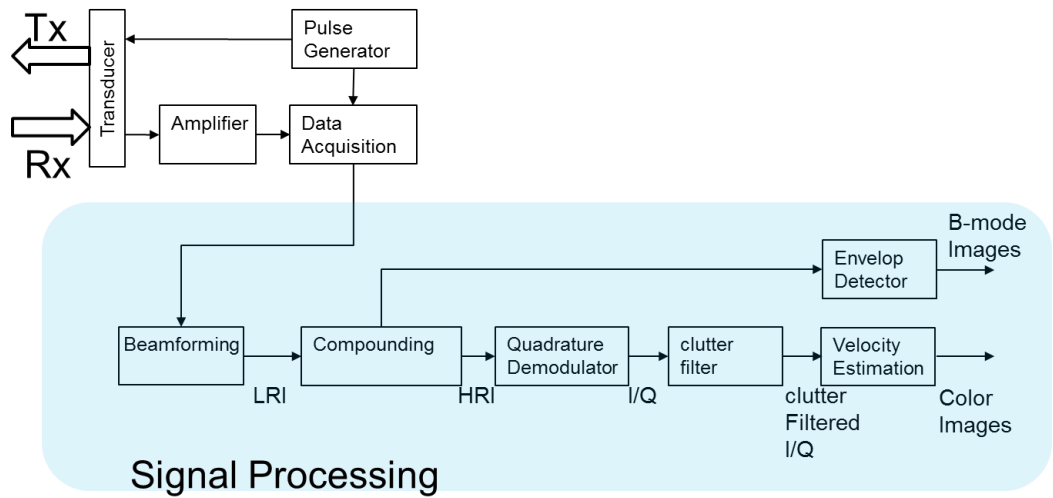 Tx
Transducer
Rx
Pulse
Generator
Amplifier
Data
Acquisition
B-mode
Images
Envelop
Detector
Beamforming
LRI
Compounding
HRI
Quadrature
Demodulator
I/Q
clutter
filter
clutter
Filtered
I/Q
Velocity
Estimation
Color
Images
Signal Processing